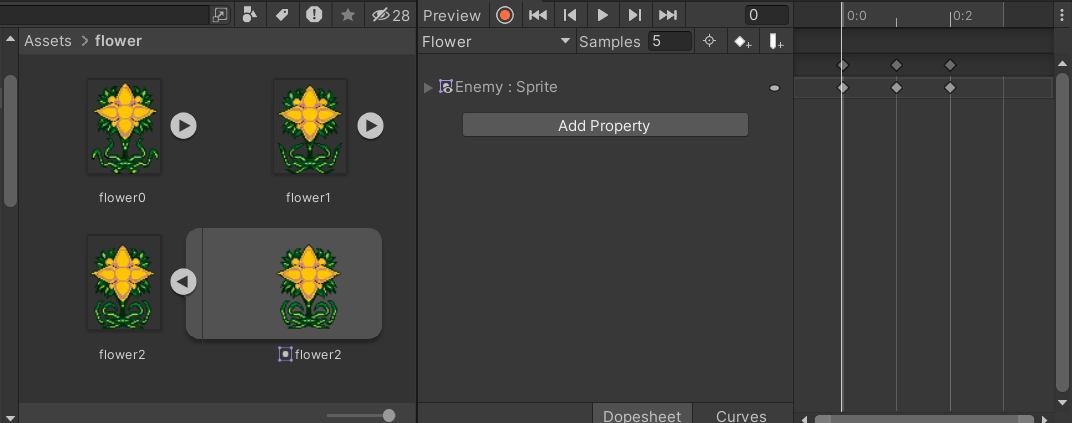 28
Preview
0
0:0
0:2
Assets > flower
Flower
Samples
5
Enemy : Sprite
Add Property
flower0
flower1
flower2
flower2
Dopesheet
Curves